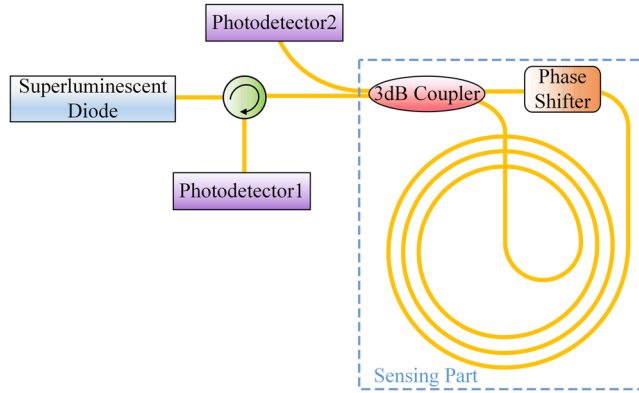 Photodetector2
Superluminescent
Diode
3dB Coupler
Phase
Shifter
Photodetector1
Sensing Part